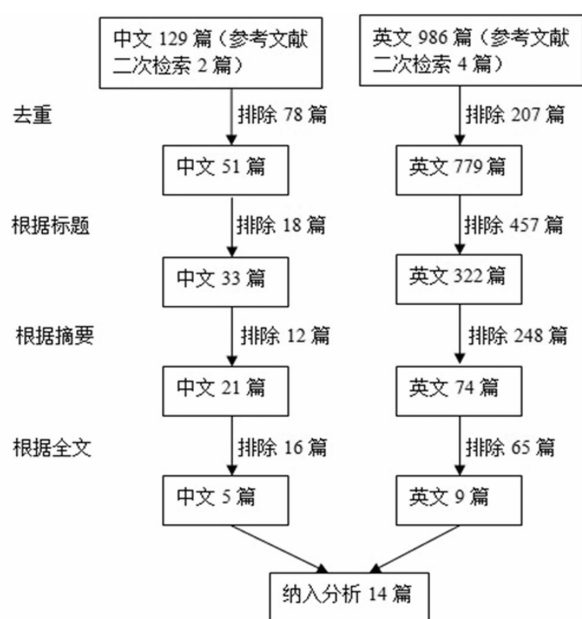 中文 129 篇（参考文献
二次检索 2 篇）
英文 986 篇（参考文献
二次检索 4 篇）
去重
排除 78 篇
排除 207 篇
中文 51 篇
英文 779 篇
根据标题
排除 18 篇
排除 457 篇
中文 33 篇
英文 322 篇
根据摘要
排除 12 篇
排除 248 篇
中文 21 篇
英文 74 篇
根据全文
排除 16 篇
排除 65 篇
中文 5 篇
英文 9 篇
纳入分析 14 篇